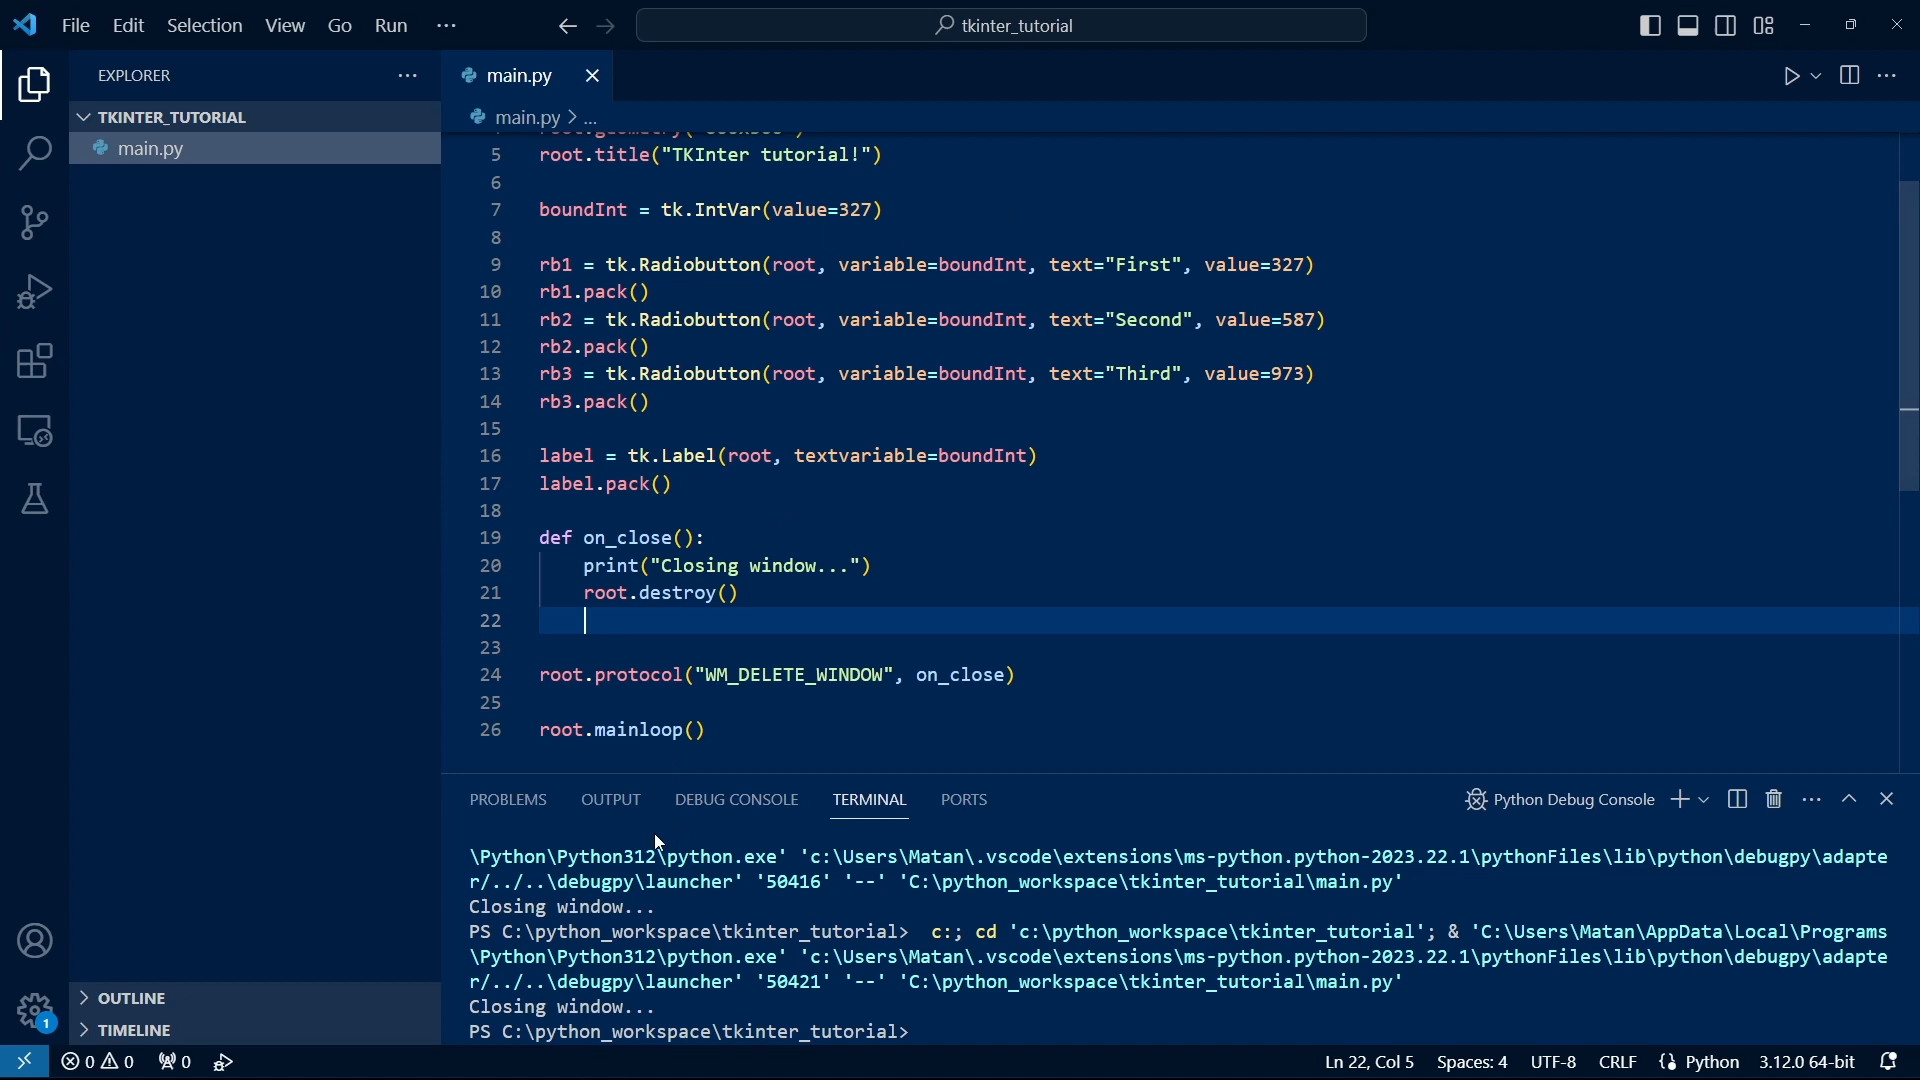 File Edit Selection View Go Run ···
tkinter_tutorial
EXPLORER ···
TKINTER_TUTORIAL
main.py
main.py
main.py > ...
5 root.title("TKInter tutorial!")
6
7 boundInt = tk.IntVar(value=327)
8
9 rb1 = tk.Radiobutton(root, variable=boundInt, text="First", value=327)
10 rb1.pack()
11 rb2 = tk.Radiobutton(root, variable=boundInt, text="Second", value=587)
12 rb2.pack()
13 rb3 = tk.Radiobutton(root, variable=boundInt, text="Third", value=973)
14 rb3.pack()
15
16 label = tk.Label(root, textvariable=boundInt)
17 label.pack()
18
19 def on_close():
20 print("Closing window...")
21 root.destroy()
22
23
24 root.protocol("WM_DELETE_WINDOW", on_close)
25
26 root.mainloop()
PROBLEMS OUTPUT DEBUG CONSOLE TERMINAL PORTS
Python Debug Console
\Python\Python312\python.exe' 'c:\Users\Matan\.vscode\extensions\ms-python.python-2023.22.1\pythonFiles\lib\python\debugpy\adapte
r/../..\debugpy\launcher' '50416' '--' 'C:\python_workspace\tkinter_tutorial\main.py'
Closing window...
PS C:\python_workspace\tkinter_tutorial> c:; cd 'c:\python_workspace\tkinter_tutorial'; & 'C:\Users\Matan\AppData\Local\Programs
\Python\Python312\python.exe' 'c:\Users\Matan\.vscode\extensions\ms-python.python-2023.22.1\pythonFiles\lib\python\debugpy\adapte
r/../..\debugpy\launcher' '50421' '--' 'C:\python_workspace\tkinter_tutorial\main.py'
Closing window...
PS C:\python_workspace\tkinter_tutorial>
OUTLINE
TIMELINE
1
0 0 0
Ln 22, Col 5 Spaces: 4 UTF-8 CRLF Python 3.12.0 64-bit